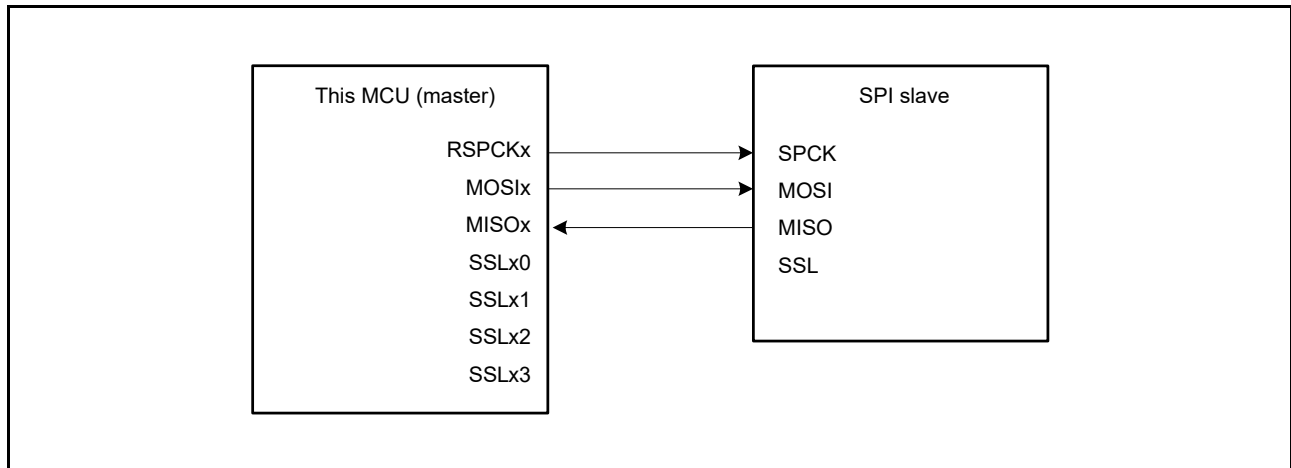 This MCU (master)
RSPCKx
MOSIx
MISOx
SSLx0
SSLx1
SSLx2
SSLx3
SPI slave
SPCK
MOSI
MISO
SSL